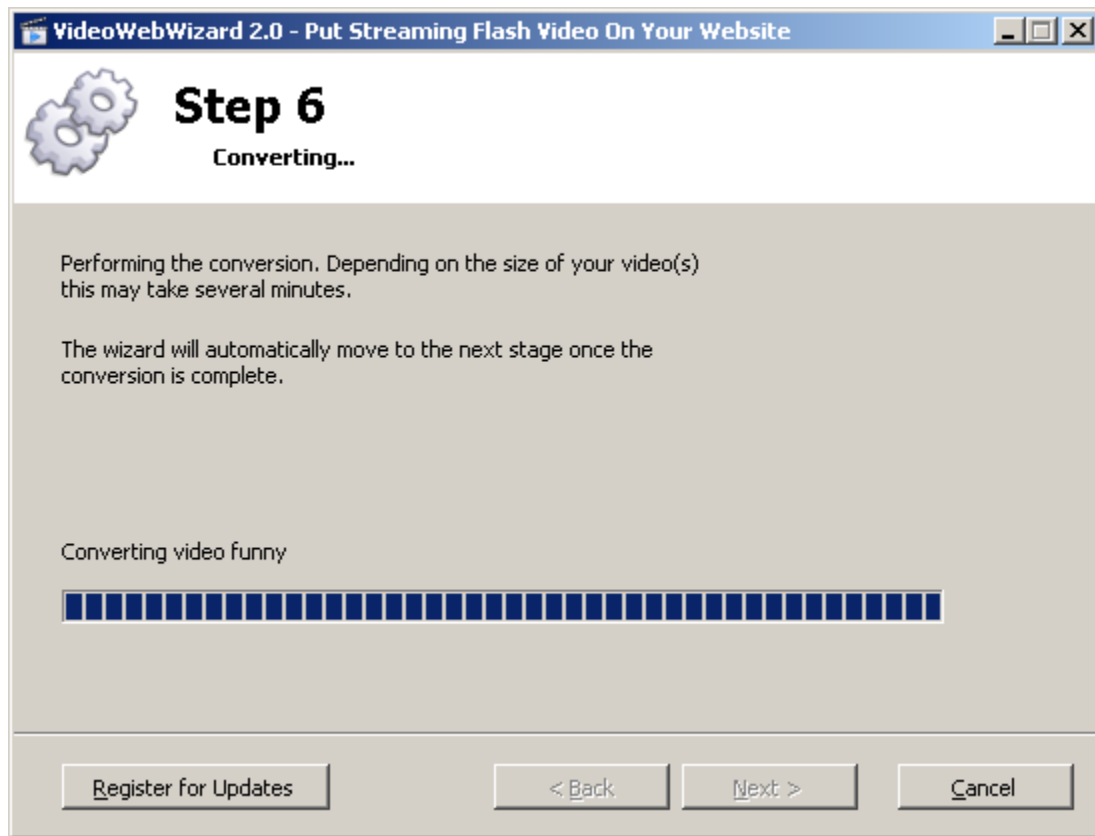 VideoWebWizard 2.0 - Put Streaming Flash Video On Your Website
Step 6
Converting...
Performing the conversion. Depending on the size of your video(s)
this may take several minutes.
The wizard will automatically move to the next stage once the
conversion is complete.
Converting video funny
Register for Updates
< Back
Next >
Cancel